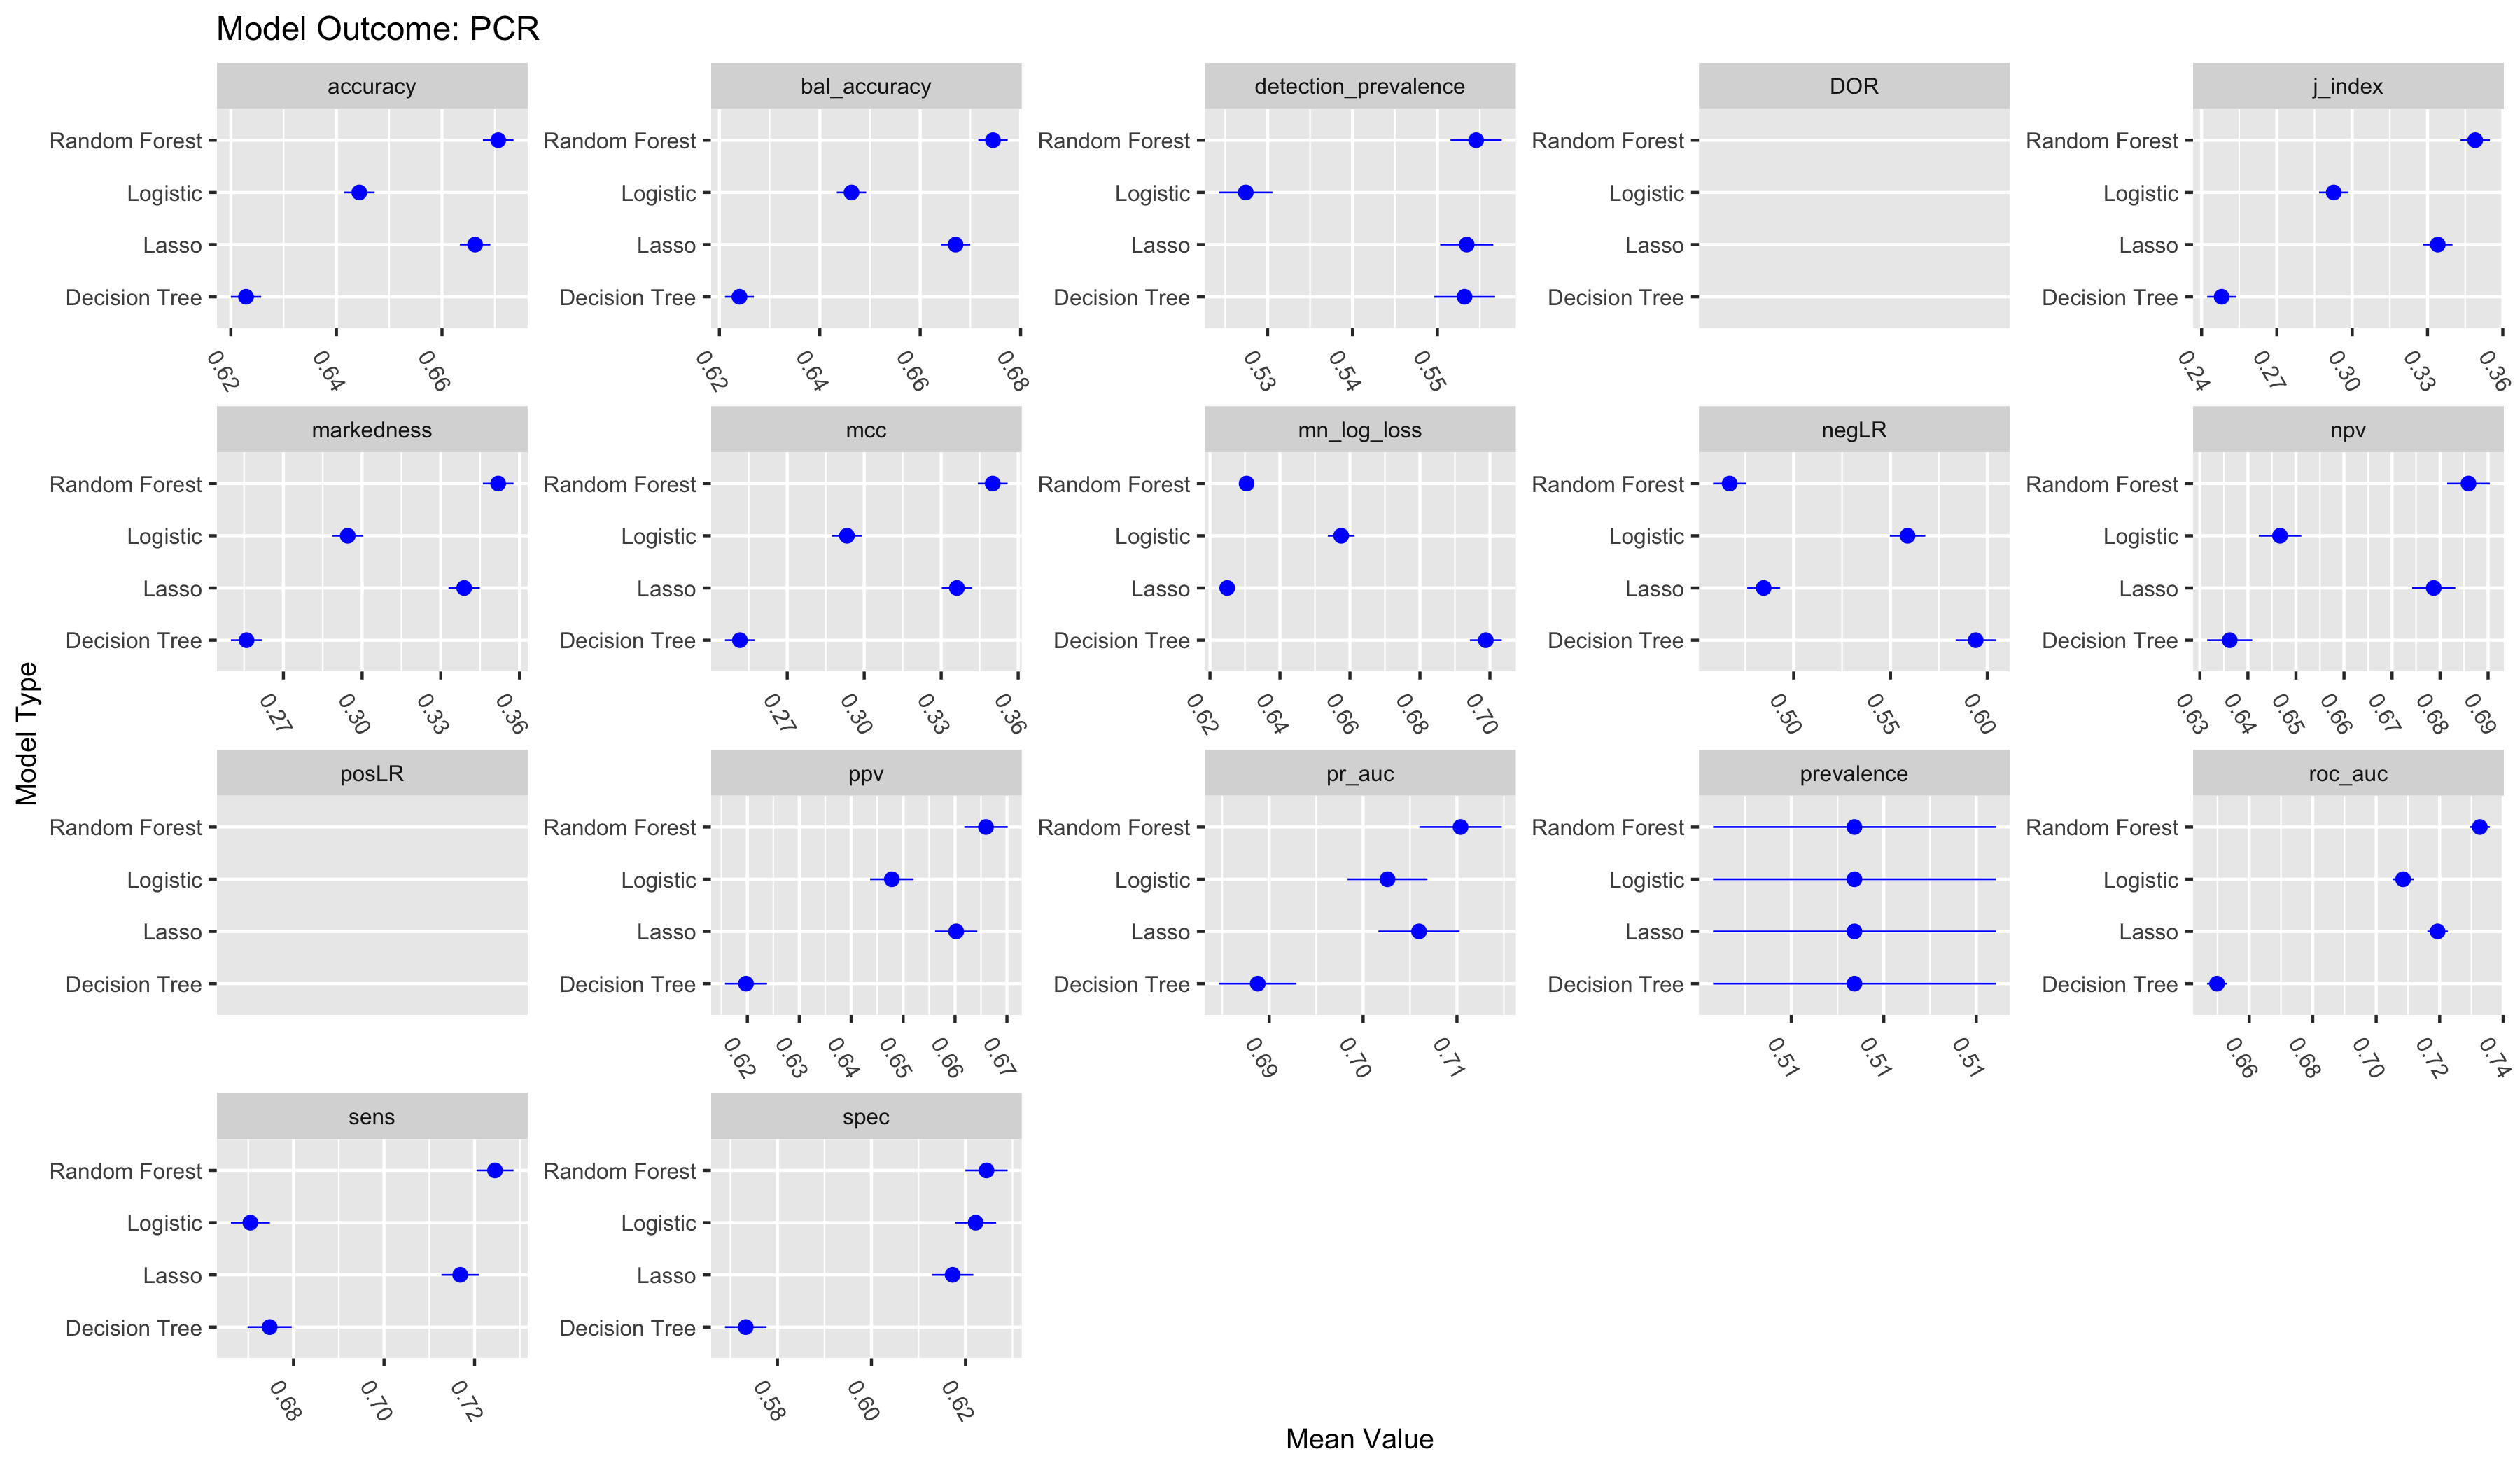 Model Outcome: PCR
accuracy
bal_accuracy
detection_prevalence
DOR
j_index
Random Forest
Logistic
Lasso
Decision Tree
0.62 0.64 0.66
Random Forest
Logistic
Lasso
Decision Tree
0.62 0.64 0.66 0.68
Random Forest
Logistic
Lasso
Decision Tree
0.53 0.54 0.55
Random Forest
Logistic
Lasso
Decision Tree
Random Forest
Logistic
Lasso
Decision Tree
0.24 0.27 0.30 0.33 0.36
markedness
mcc
mn_log_loss
negLR
npv
Random Forest
Logistic
Lasso
Decision Tree
0.27 0.30 0.33 0.36
Random Forest
Logistic
Lasso
Decision Tree
0.27 0.30 0.33 0.36
Random Forest
Logistic
Lasso
Decision Tree
0.62 0.64 0.66 0.68 0.70
Random Forest
Logistic
Lasso
Decision Tree
0.50 0.55 0.60
Random Forest
Logistic
Lasso
Decision Tree
0.63 0.64 0.65 0.66 0.67 0.68 0.69
Model Type
posLR
ppv
pr_auc
prevalence
roc_auc
Random Forest
Logistic
Lasso
Decision Tree
Random Forest
Logistic
Lasso
Decision Tree
0.62 0.63 0.64 0.65 0.66 0.67
Random Forest
Logistic
Lasso
Decision Tree
0.69 0.70 0.71
Random Forest
Logistic
Lasso
Decision Tree
0.51 0.51 0.51
Random Forest
Logistic
Lasso
Decision Tree
0.66 0.68 0.70 0.72 0.74
sens
spec
Random Forest
Logistic
Lasso
Decision Tree
0.68 0.70 0.72
Random Forest
Logistic
Lasso
Decision Tree
0.58 0.60 0.62
Mean Value